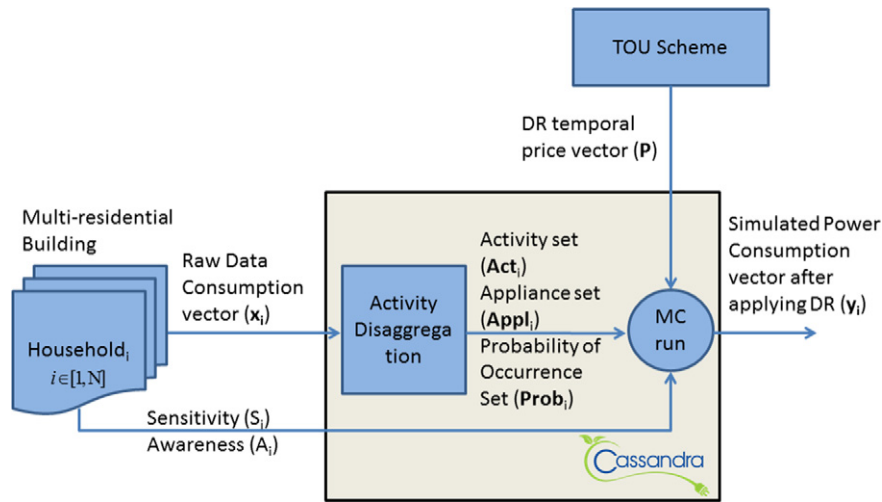 TOU Scheme
DR temporal
price vector (P)
Multi-residential
Building
Raw Data
Consumption
vector (xi)
Household i
i∈[1,N]
Sensitivity (Si)
Awareness (Ai)
Activity
Disaggrega
tion
Activity set
(Acti)
Appliance set
(Appli)
Probability of
Occurrence
Set (Probi)
MC
run
Simulated Power
Consumption
vector after
applying DR (yi)
Cassandra